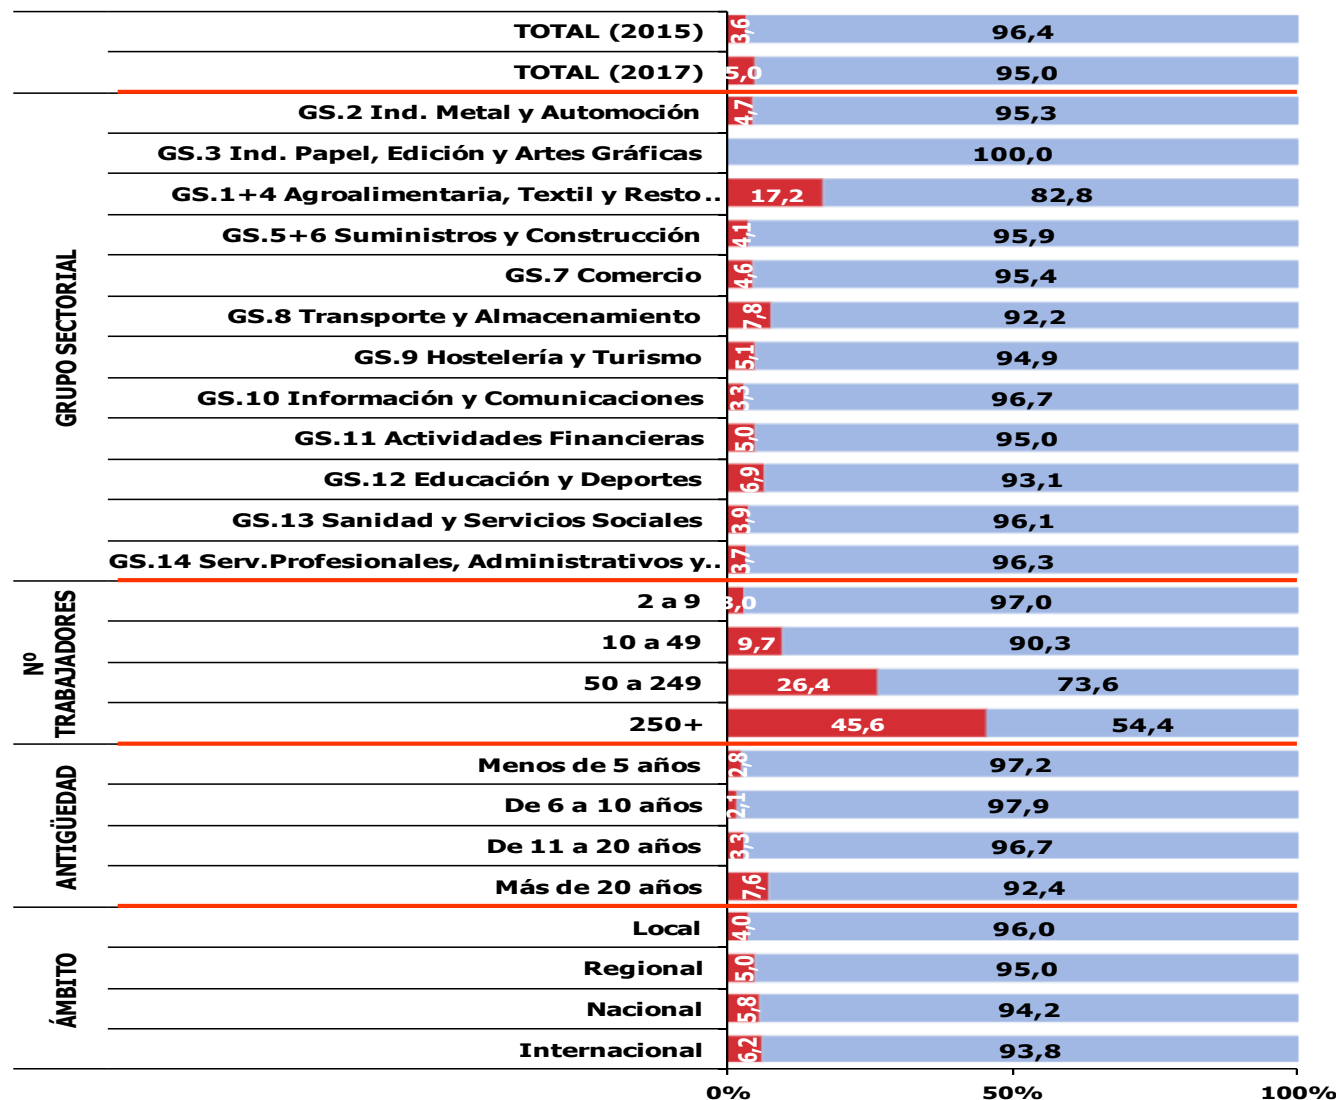 TOTAL (2015) 3,6 96,4
TOTAL (2017) 5,0 95,0
GRUPO SECTORIAL
GS.2 Ind. Metal y Automoción 4,7 95,3
GS.3 Ind. Papel, Edición y Artes Gráficas 100,0
GS.1+4 Agroalimentaria, Textil y Resto.. 17,2 82,8
GS.5+6 Suministros y Construcción 4,1 95,9
GS.7 Comercio 4,6 95,4
GS.8 Transporte y Almacenamiento 7,8 92,2
GS.9 Hostelería y Turismo 5,1 94,9
GS.10 Información y Comunicaciones 3,3 96,7
GS.11 Actividades Financieras 5,0 95,0
GS.12 Educación y Deportes 6,9 93,1
GS.13 Sanidad y Servicios Sociales 3,9 96,1
GS.14 Serv.Profesionales, Administrativos y.. 3,7 96,3
Nº
TRABAJADORES
2 a 9 3,0 97,0
10 a 49 9,7 90,3
50 a 249 26,4 73,6
250+ 45,6 54,4
ANTIGÜEDAD
Menos de 5 años 2,8 97,2
De 6 a 10 años 2,1 97,9
De 11 a 20 años 3,3 96,7
Más de 20 años 7,6 92,4
ÁMBITO
Local 4,0 96,0
Regional 5,0 95,0
Nacional 5,8 94,2
Internacional 6,2 93,8
0% 50% 100%